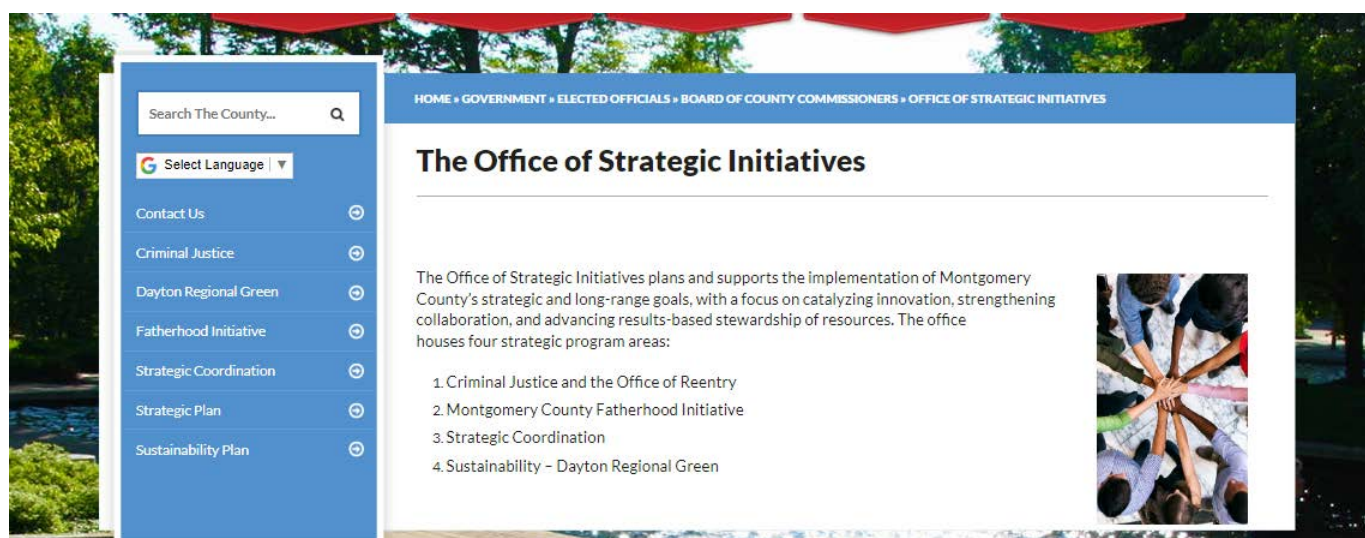 Search The County...
Select Language ▼
Contact Us
Criminal Justice
Dayton Regional Green
Fatherhood Initiative
Strategic Coordination
Strategic Plan
Sustainability Plan
HOME » GOVERNMENT » ELECTED OFFICIALS » BOARD OF COUNTY COMMISSIONERS » OFFICE OF STRATEGIC INITIATIVES
The Office of Strategic Initiatives
The Office of Strategic Initiatives plans and supports the implementation of Montgomery
County's strategic and long-range goals, with a focus on catalyzing innovation, strengthening
collaboration, and advancing results-based stewardship of resources. The office
houses four strategic program areas:
1. Criminal Justice and the Office of Reentry
2. Montgomery County Fatherhood Initiative
3. Strategic Coordination
4. Sustainability – Dayton Regional Green